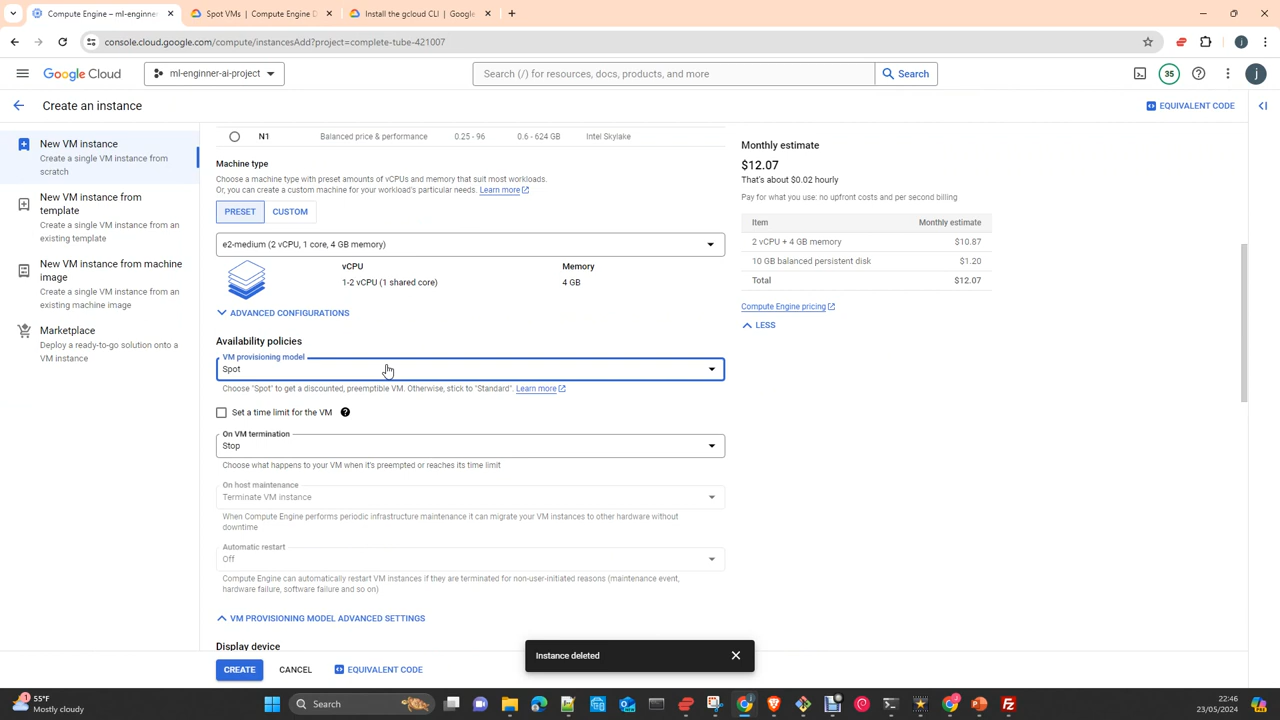 Compute Engine – ml-enginner-
Spot VMs | Compute Engine D
Install the gcloud CLI | Google
console.cloud.google.com/compute/instancesAdd?project=complete-tube-421007
j
Google Cloud
ml-enginner-ai-project
Search (/) for resources, docs, products, and more
Search
35
j
Create an instance
EQUIVALENT CODE
New VM instance
Create a single VM instance from
scratch
New VM instance from
template
Create a single VM instance from
an existing template
New VM instance from machine
image
Create a single VM instance from
an existing machine image
Marketplace
Deploy a ready-to-go solution onto
a VM instance
N1 Balanced price & performance 0.25 - 96 0.6 - 624 GB Intel Skylake
Machine type
Choose a machine type with preset amounts of vCPUs and memory that suit most workloads.
Or, you can create a custom machine for your workload's particular needs. Learn more
PRESET CUSTOM
e2-medium (2 vCPU, 1 core, 4 GB memory)
vCPU Memory
1-2 vCPU (1 shared core) 4 GB
ADVANCED CONFIGURATIONS
Availability policies
VM provisioning model
Spot
Choose "Spot" to get a discounted, preemptible VM. Otherwise, stick to "Standard". Learn more
Set a time limit for the VM
On VM termination
Stop
Choose what happens to your VM when it's preempted or reaches its time limit
On host maintenance
Terminate VM instance
When Compute Engine performs periodic infrastructure maintenance it can migrate your VM instances to other hardware without
downtime
Automatic restart
Off
Compute Engine can automatically restart VM instances if they are terminated for non-user-initiated reasons (maintenance event,
hardware failure, software failure and so on)
VM PROVISIONING MODEL ADVANCED SETTINGS
Display device
Monthly estimate
$12.07
That's about $0.02 hourly
Pay for what you use: no upfront costs and per second billing
Item Monthly estimate
2 vCPU + 4 GB memory $10.87
10 GB balanced persistent disk $1.20
Total $12.07
Compute Engine pricing
LESS
CREATE CANCEL EQUIVALENT CODE
Instance deleted
55°F
Mostly cloudy
Search
22:46
23/05/2024